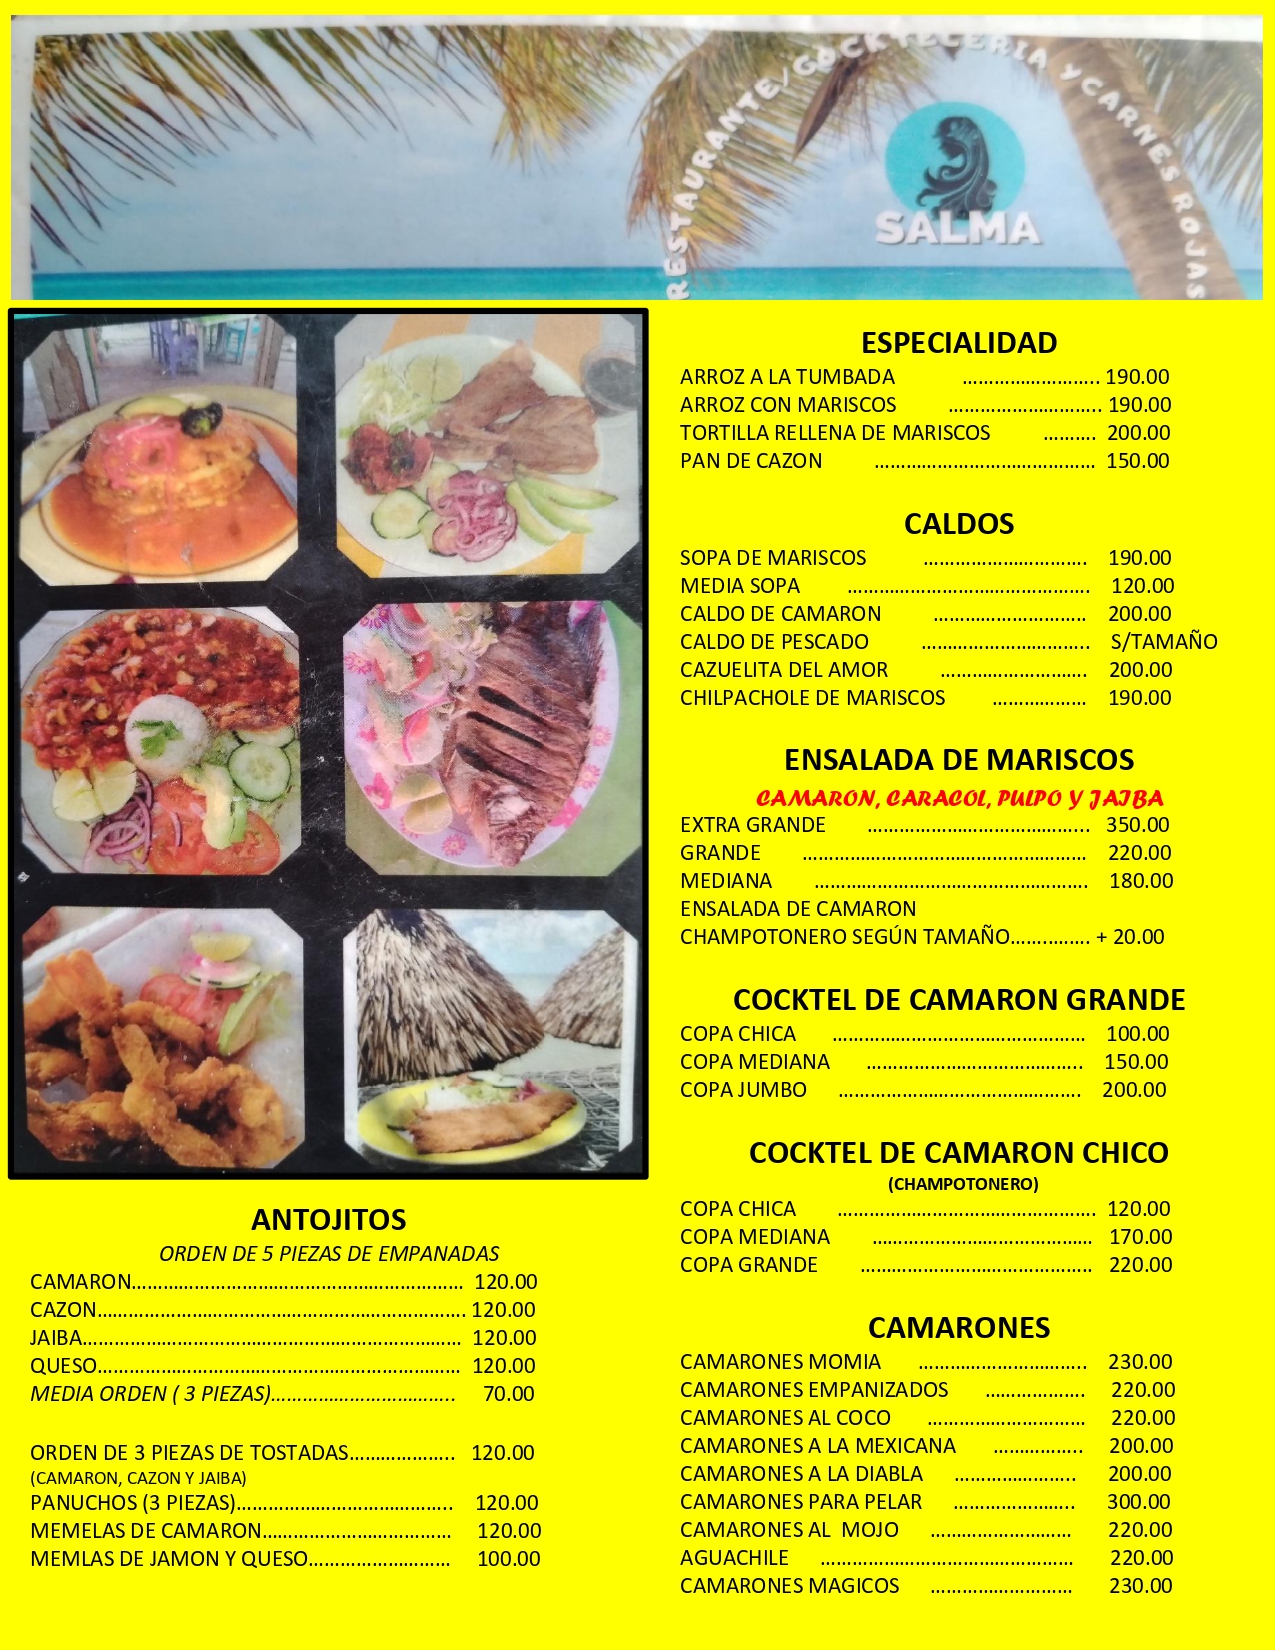 RESTAURANTE/COCKTELERIA Y CARNES ROJAS
SALMA
ESPECIALIDAD
ARROZ A LA TUMBADA …………………….. 190.00
ARROZ CON MARISCOS ……………………….. 190.00
TORTILLA RELLENA DE MARISCOS ………. 200.00
PAN DE CAZON …………………………………… 150.00
CALDOS
SOPA DE MARISCOS …………………………. 190.00
MEDIA SOPA ………………………………………. 120.00
CALDO DE CAMARON ……………………….. 200.00
CALDO DE PESCADO ………………………….. S/TAMAÑO
CAZUELITA DEL AMOR ………………………. 200.00
CHILPACHOLE DE MARISCOS ……………… 190.00
ENSALADA DE MARISCOS
CAMARON, CARACOL, PULPO Y JAIBA
EXTRA GRANDE …………………………………... 350.00
GRANDE ……………………………………………… 220.00
MEDIANA ……………………………………………. 180.00
ENSALADA DE CAMARON
CHAMPOTONERO SEGÚN TAMAÑO…………… + 20.00
COCKTEL DE CAMARON GRANDE
COPA CHICA ………………………………………… 100.00
COPA MEDIANA ………………………………….. 150.00
COPA JUMBO ………………………………………. 200.00
COCKTEL DE CAMARON CHICO
(CHAMPOTONERO)
COPA CHICA …………………………………………. 120.00
COPA MEDIANA …………………………………… 170.00
COPA GRANDE …………………………………….. 220.00
CAMARONES
CAMARONES MOMIA ………………………….. 230.00
CAMARONES EMPANIZADOS ………………. 220.00
CAMARONES AL COCO ………………………… 220.00
CAMARONES A LA MEXICANA …………….. 200.00
CAMARONES A LA DIABLA ………………….. 200.00
CAMARONES PARA PELAR ………………….. 300.00
CAMARONES AL MOJO ……………………… 220.00
AGUACHILE ………………………………………… 220.00
CAMARONES MAGICOS ……………………… 230.00
ANTOJITOS
ORDEN DE 5 PIEZAS DE EMPANADAS
CAMARON……………………………………………………… 120.00
CAZON……………………………………………………………. 120.00
JAIBA……………………………………………………………… 120.00
QUESO…………………………………………………………… 120.00
MEDIA ORDEN ( 3 PIEZAS)…………………………….. 70.00
ORDEN DE 3 PIEZAS DE TOSTADAS……………….. 120.00
(CAMARON, CAZON Y JAIBA)
PANUCHOS (3 PIEZAS)………………………………….. 120.00
MEMELAS DE CAMARON……………………………… 120.00
MEMLAS DE JAMON Y QUESO……………………… 100.00